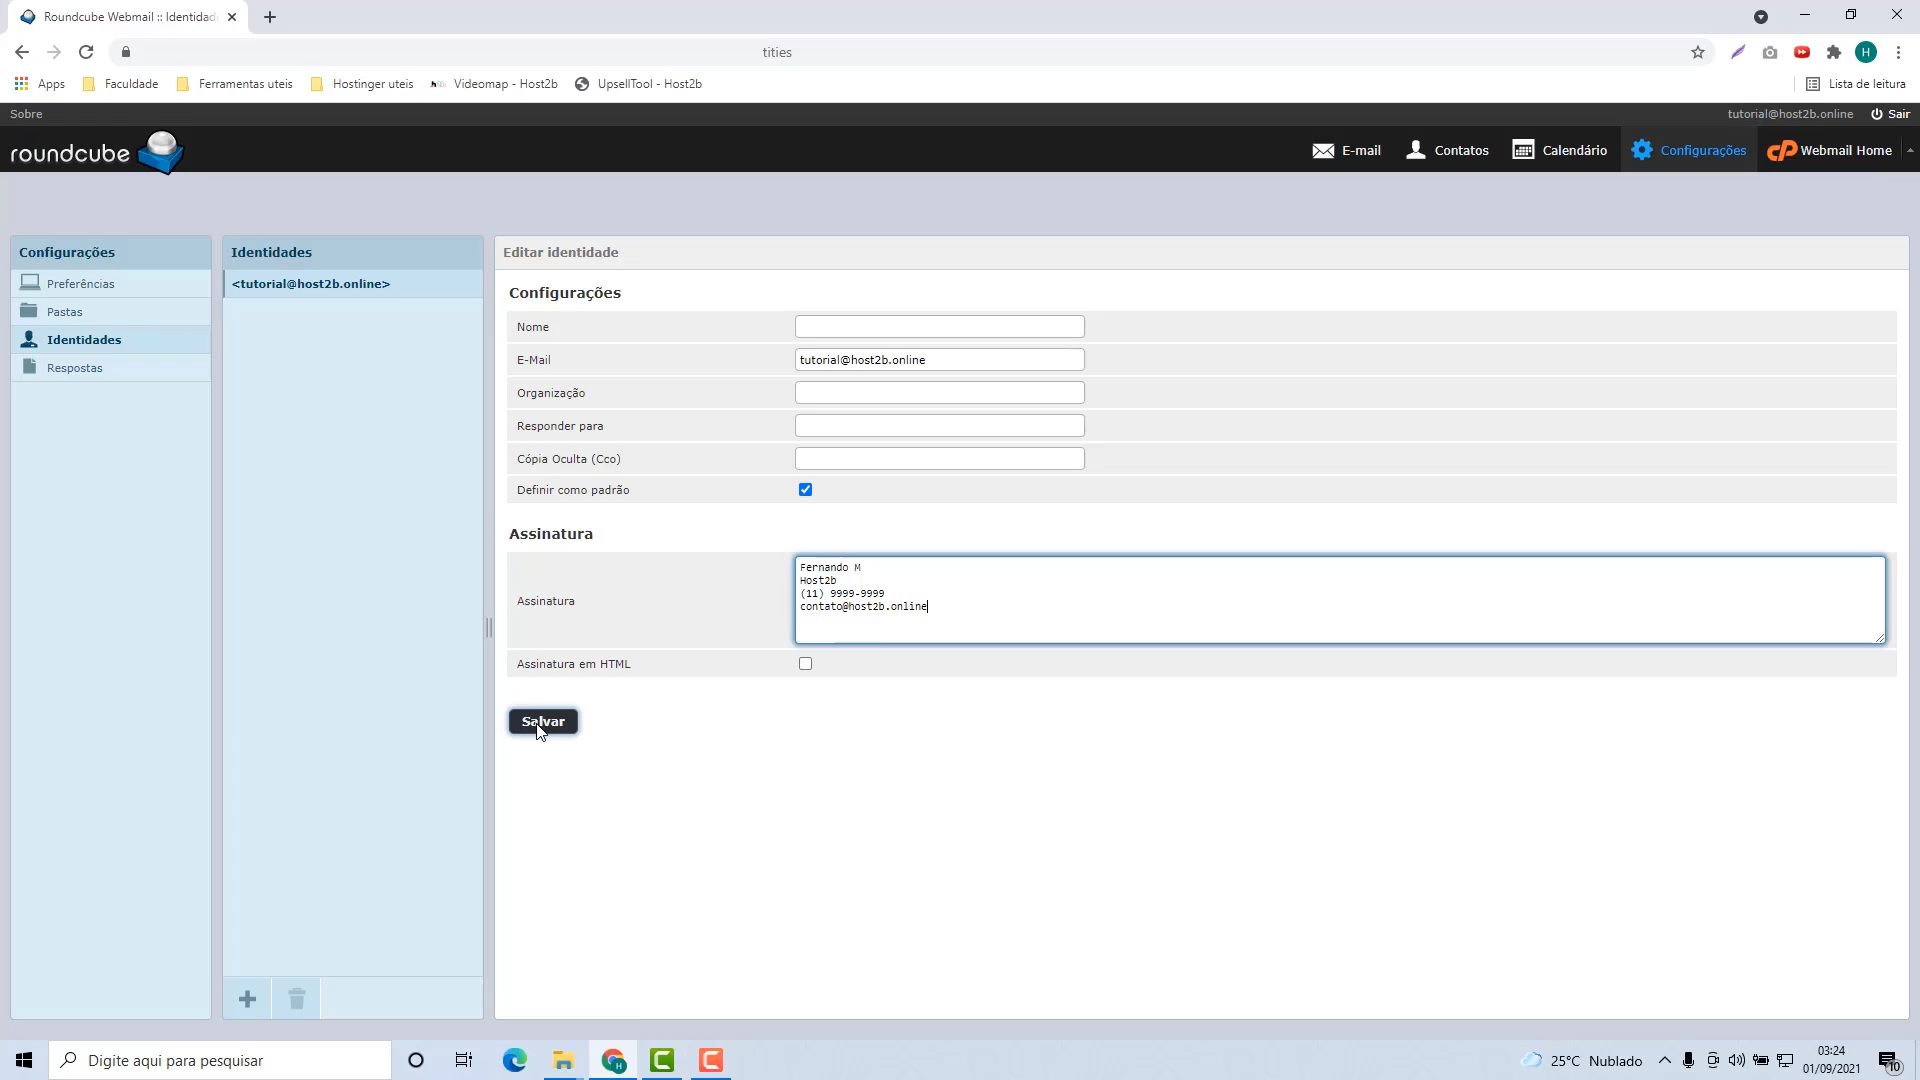 Roundcube Webmail :: Identidad
tities
Apps
Faculdade
Ferramentas uteis
Hostinger uteis
Videomap - Host2b
UpsellTool - Host2b
Lista de leitura
H
Sobre
tutorial@host2b.online
Sair
roundcube
E-mail
Contatos
Calendário
Configurações
cP Webmail Home
Configurações
Preferências
Pastas
Identidades
Respostas
Identidades
<tutorial@host2b.online>
Editar identidade
Configurações
Nome
E-Mail
tutorial@host2b.online
Organização
Responder para
Cópia Oculta (Cco)
Definir como padrão
Assinatura
Assinatura
Fernando M
Host2b
(11) 9999-9999
contato@host2b.online
Assinatura em HTML
Salvar
Digite aqui para pesquisar
25°C Nublado
03:24
01/09/2021
10